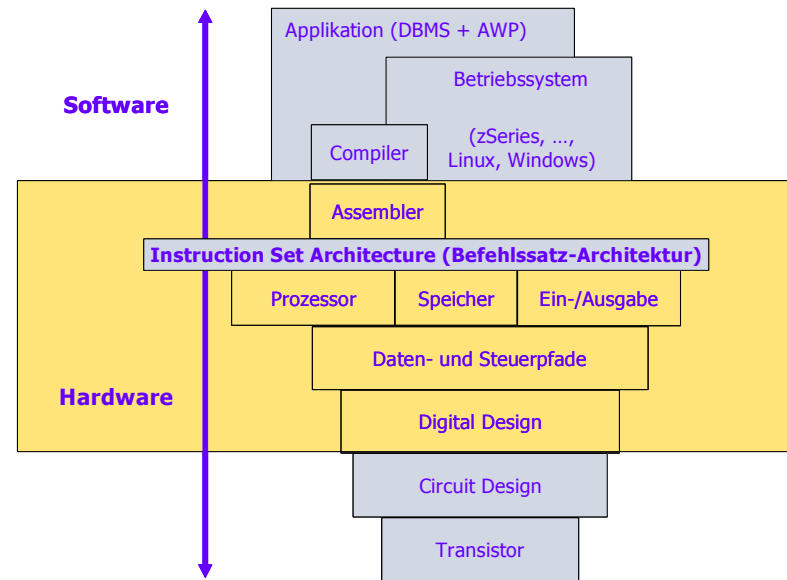 Applikation (DBMS + AWP)
Betriebssystem
Software
(zSeries, ...,
Compiler
Linux, Windows)
Assembler
Instruction Set Architecture (Befehlssatz-Architektur)
Prozessor
Speicher
Ein-/Ausgabe
Daten- und Steuerpfade
Hardware
Digital Design
Circuit Design
Transistor